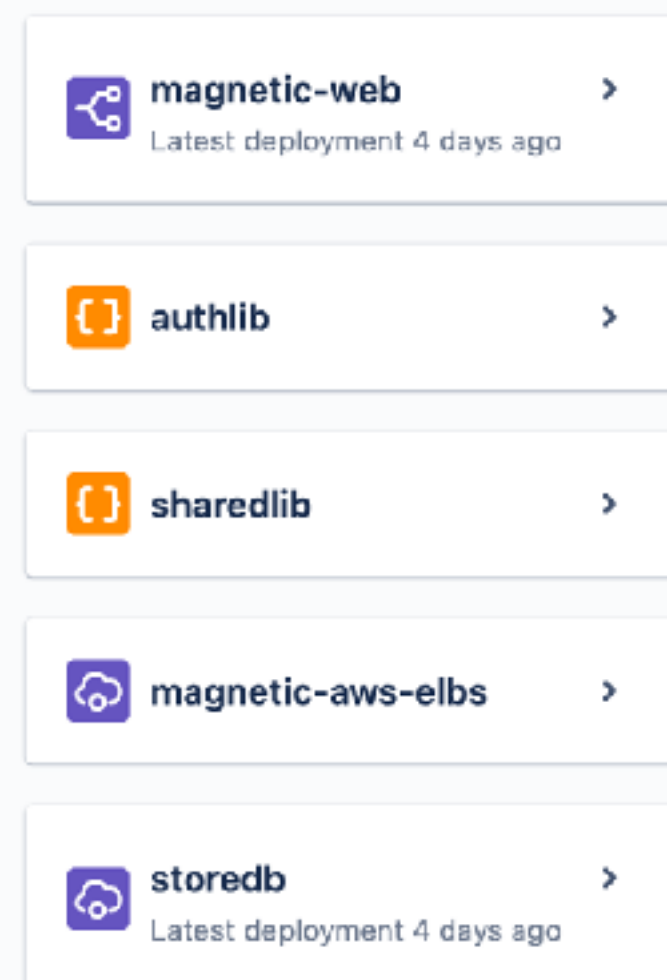 magnetic-web
Latest deployment 4 days ago
authlib
sharedlib
magnetic-aws-elbs
storedb
Latest deployment 4 days ago